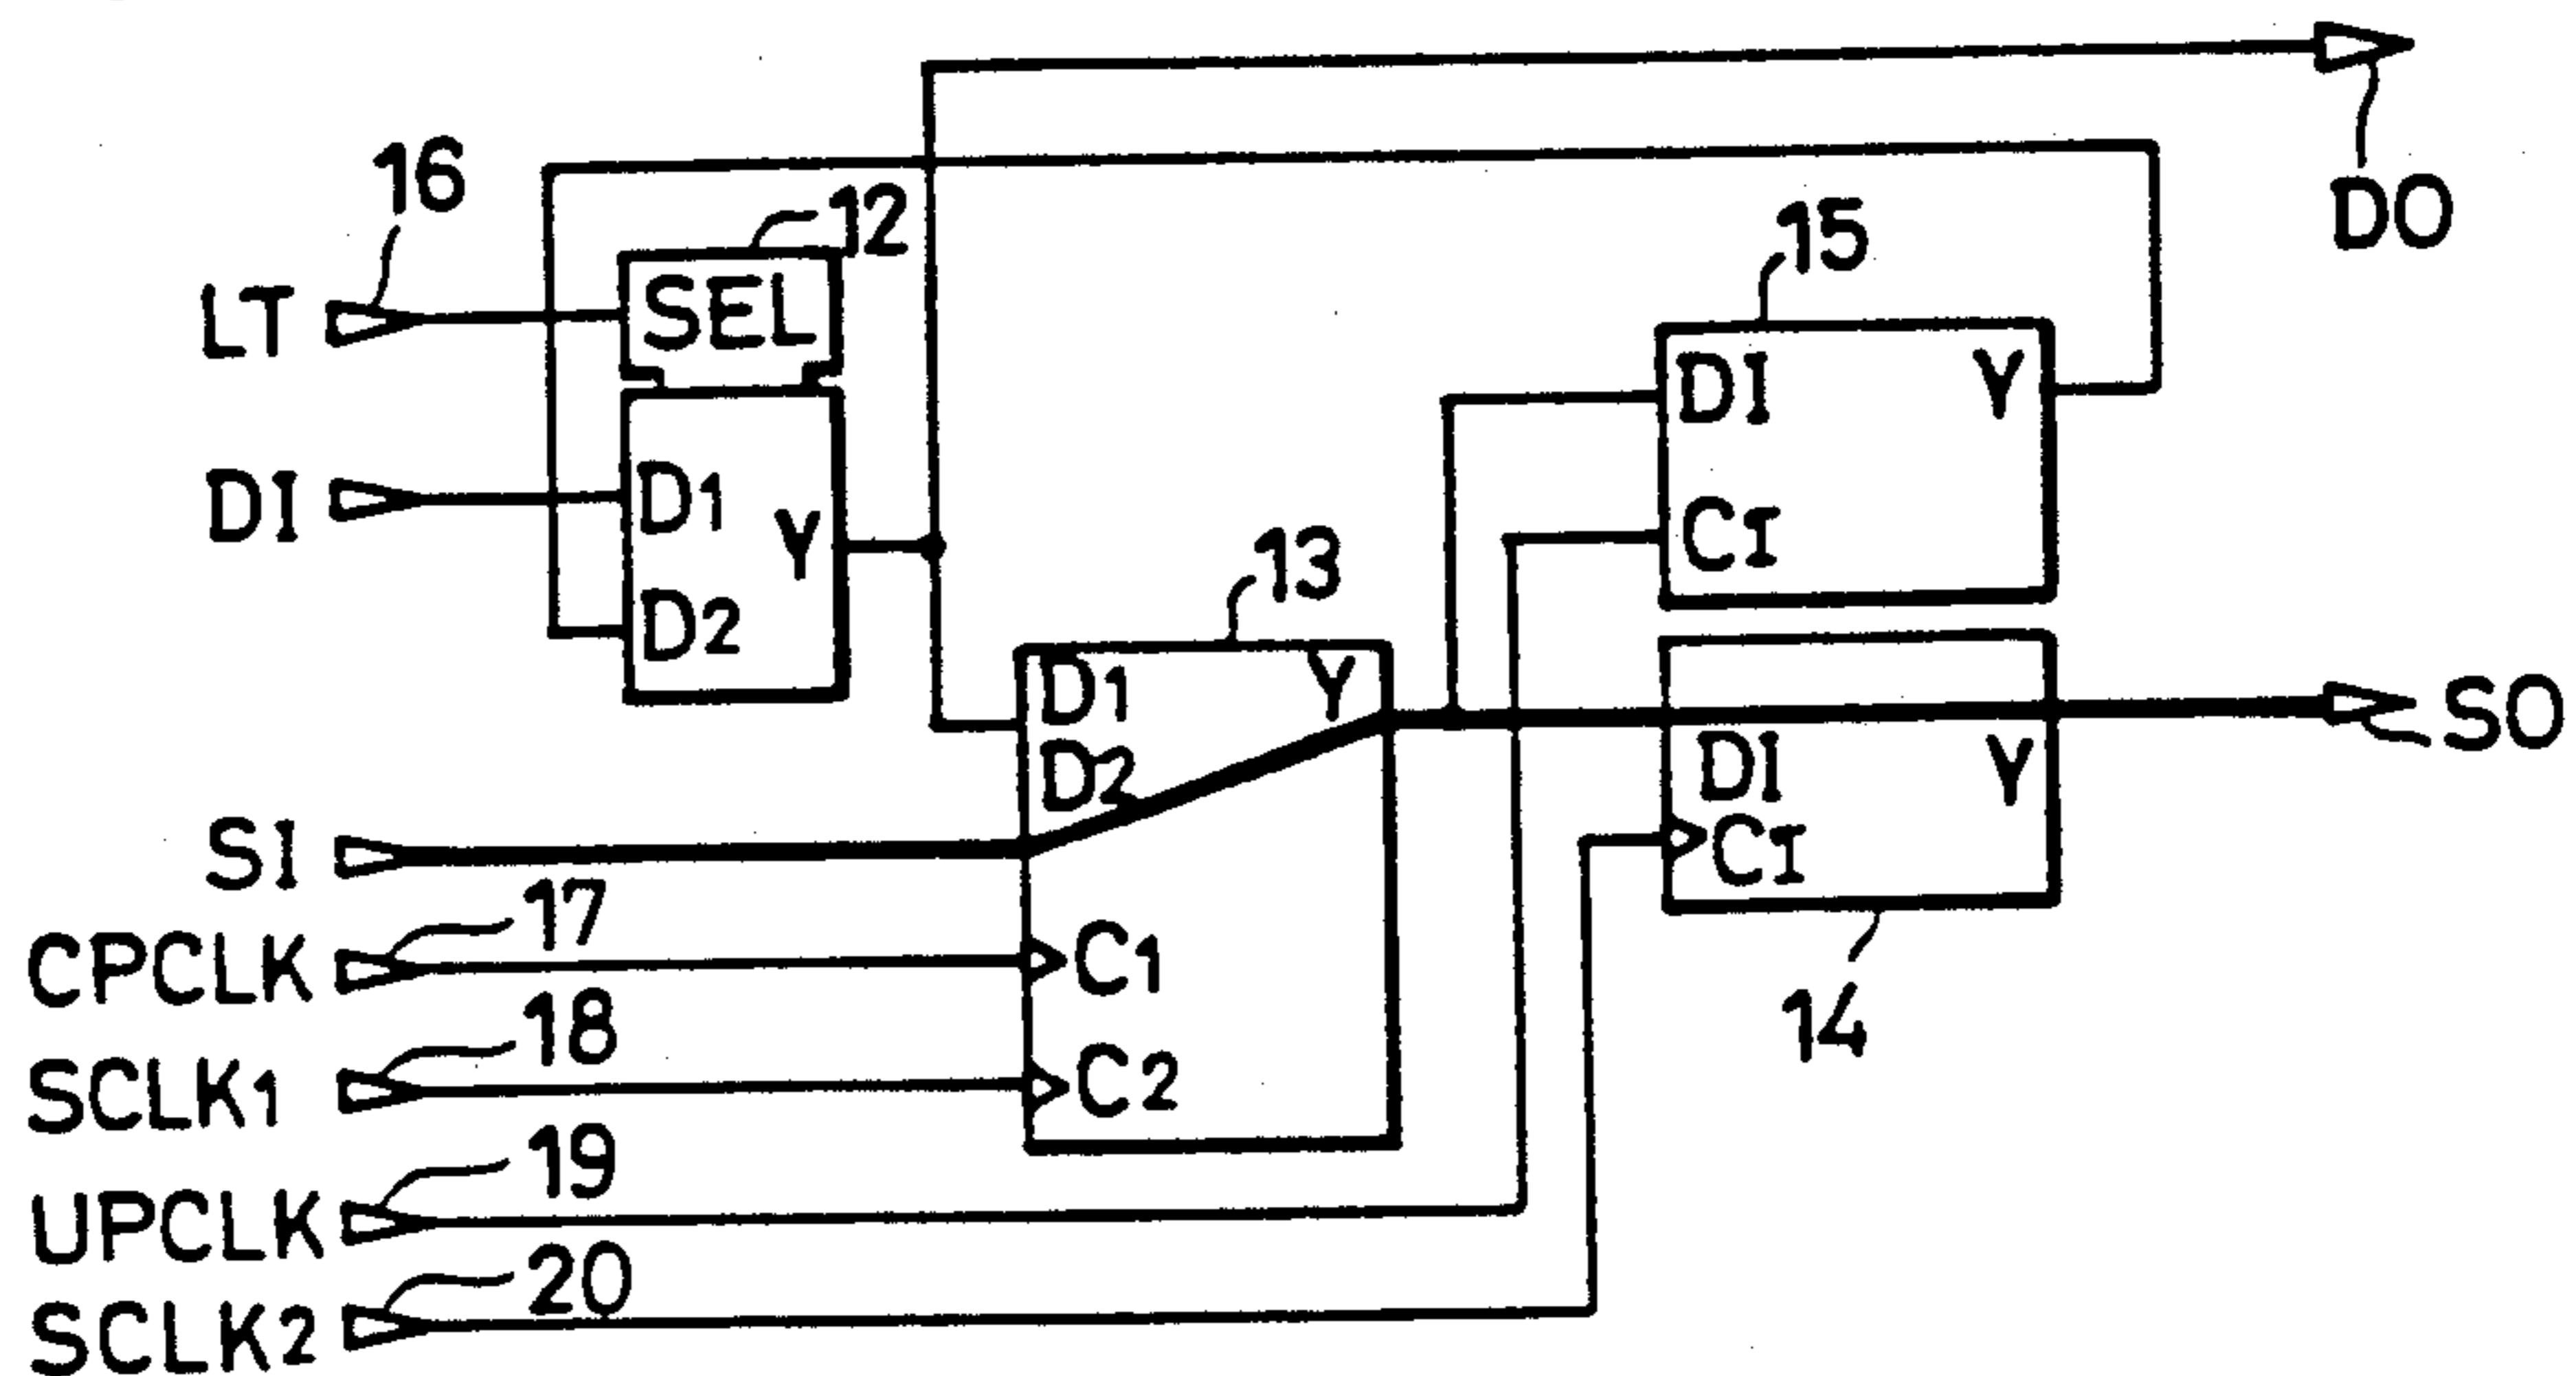 DO
16
12
15
LT
SEL
DI
Y
DI
D1
Y
CI
13
D2
D1
Y
SO
D2
DI
Y
SI
CI
17
CPCLK
C1
18
14
SCLK1
C2
19
UPCLK
20
SCLK2